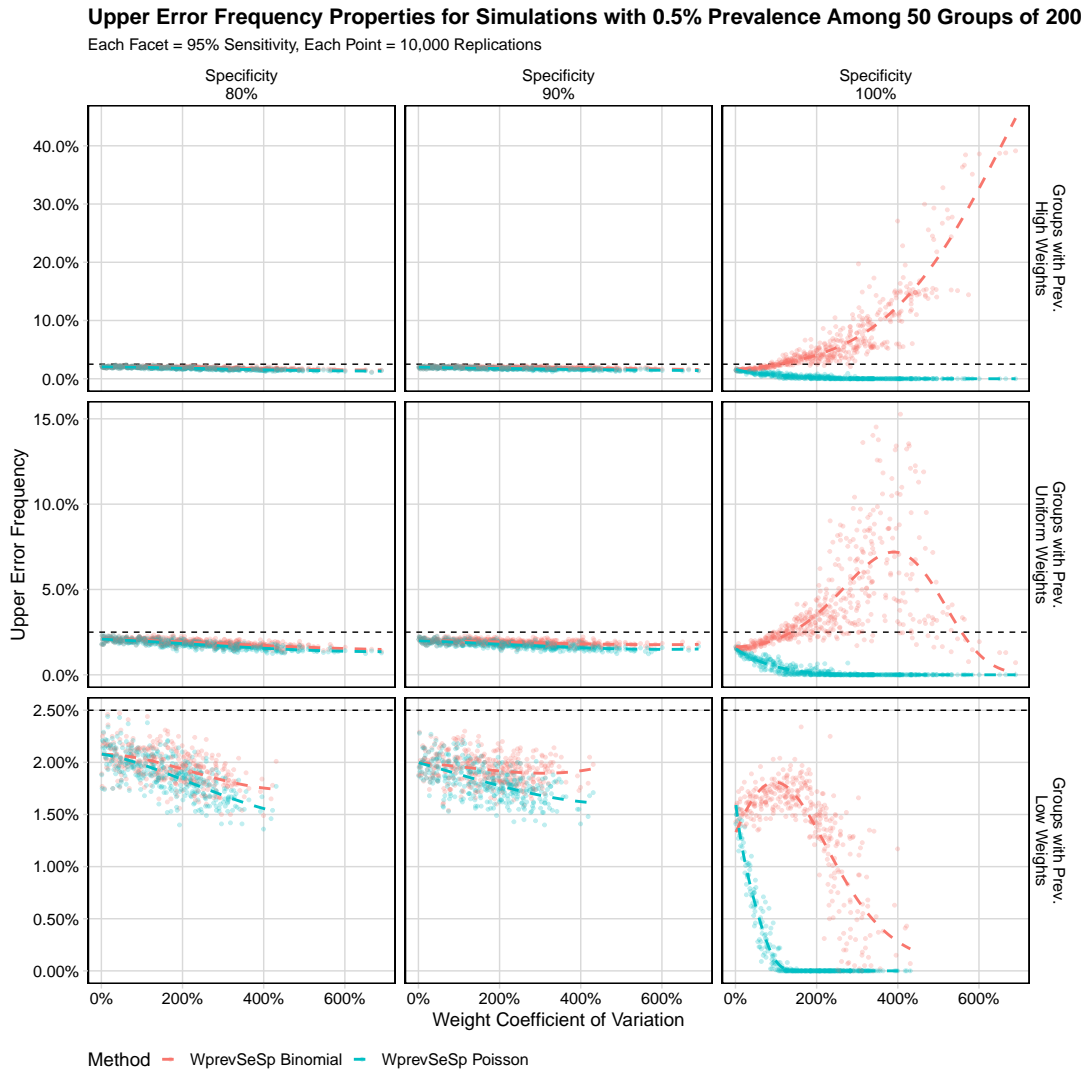 Upper Error Frequency Properties for Simulations with 0.5% Prevalence Among 50 Groups of 200
Each Facet = 95% Sensitivity, Each Point = 10,000 Replications
Specificity
80%
Specificity
90%
Specificity
100%
40.0%
30.0%
20.0%
10.0%
0.0%
Groups with Prev.
High Weights
15.0%
10.0%
5.0%
0.0%
Groups with Prev.
Uniform Weights
2.50%
2.00%
1.50%
1.00%
0.50%
0.00%
Groups with Prev.
Low Weights
Upper Error Frequency
0% 200% 400% 600%
0% 200% 400% 600%
0% 200% 400% 600%
Weight Coefficient of Variation
Method WprevSeSp Binomial WprevSeSp Poisson